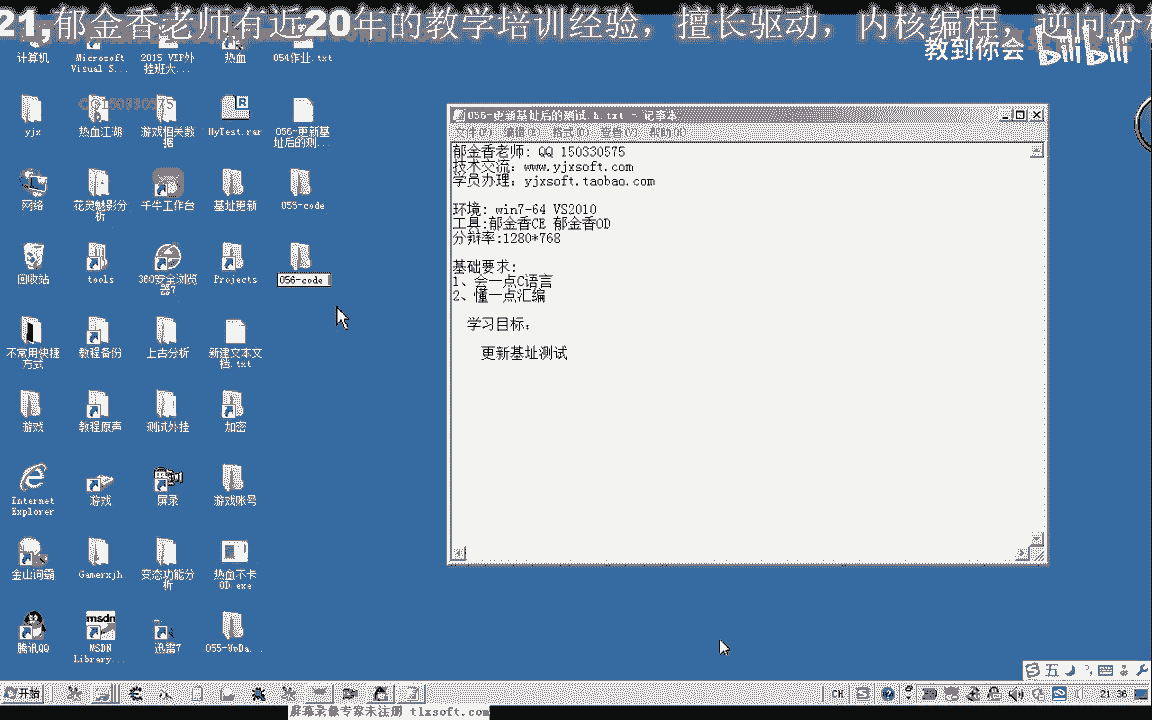 21,郁金香老师有近20年的教学培训经验，擅长驱动，内核编程，逆向分析
教到你会
bilibili
计算机
Microsoft Visual S...
2015 VIP外挂班大...
热血
054作业.txt
yjx
热血江湖
游戏相关数据
MyTest.rar
056-更新基址后的测...
网络
花灵魅影分析
千牛工作台
基址更新
055-code
回收站
tools
360安全浏览器7
Projects
056-code
不常用快捷方式
教程备份
上古分析
新建文本文档.txt
游戏
教程原声
测试外挂
加密
Internet Explorer
游戏
屏录
游戏账号
金山词霸
Gamerxjh
变态功能分析
热血不卡OD.exe
腾讯QQ
MSDN Library...
迅雷7
055-UpDa...
056-更新基址后的测试.h.txt - 记事本
文件(F) 编辑(E) 格式(O) 查看(V) 帮助(H)
郁金香老师: QQ 150330575
技术交流: www.yjxsoft.com
学员办理: yjxsoft.taobao.com
环境: win7-64 VS2010
工具:郁金香CE 郁金香OD
分辩率:1280*768
基础要求:
1、会一点C语言
2、懂一点汇编
学习目标:
更新基址测试
五
开始
CH
21:36
屏幕录像专家未注册 tlxsoft.com